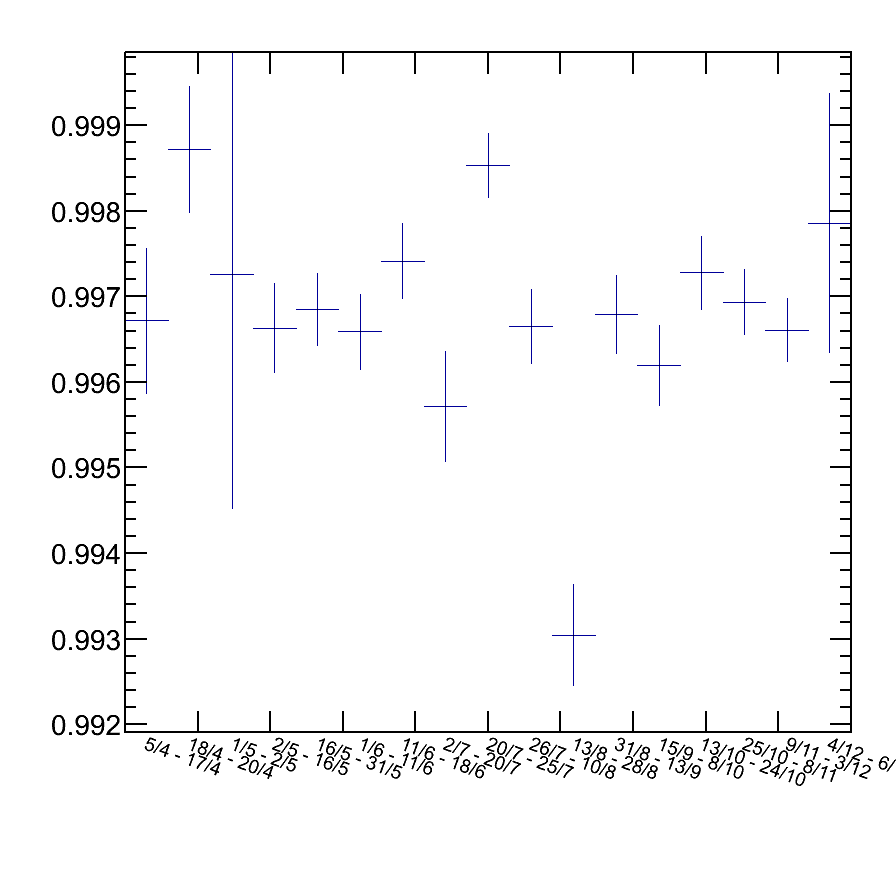 0.999
0.998
0.997
0.996
0.995
0.994
0.993
0.992
5/4 - 17/4
18/4 - 20/4
1/5 - 2/5
2/5 - 16/5
16/5 - 31/5
1/6 - 11/6
11/6 - 18/6
2/7 - 20/7
20/7 - 25/7
26/7 - 10/8
13/8 - 28/8
31/8 - 13/9
15/9 - 8/10
13/10 - 24/10
25/10 - 8/11
9/11 - 3/12
4/12 - 6/